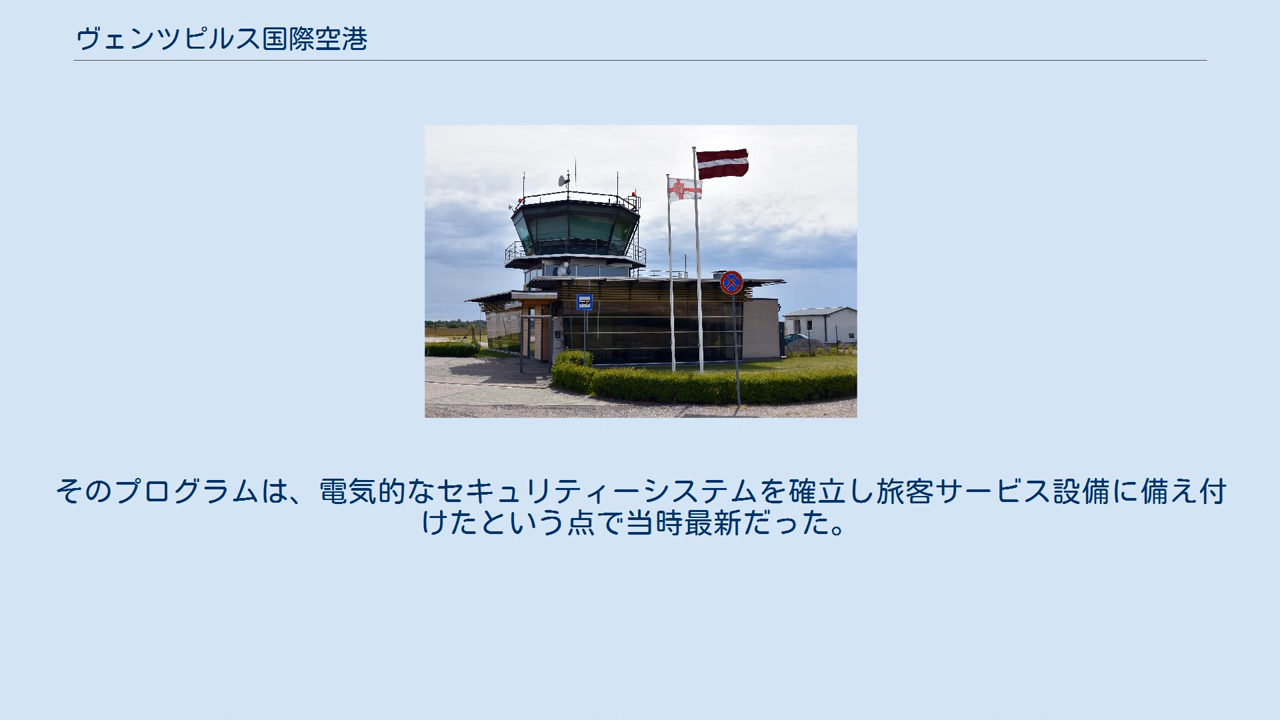 ヴェンツピルス国際空港
そのプログラムは、電気的なセキュリティーシステムを確立し旅客サービス設備に備え付
けたという点で当時最新だった。